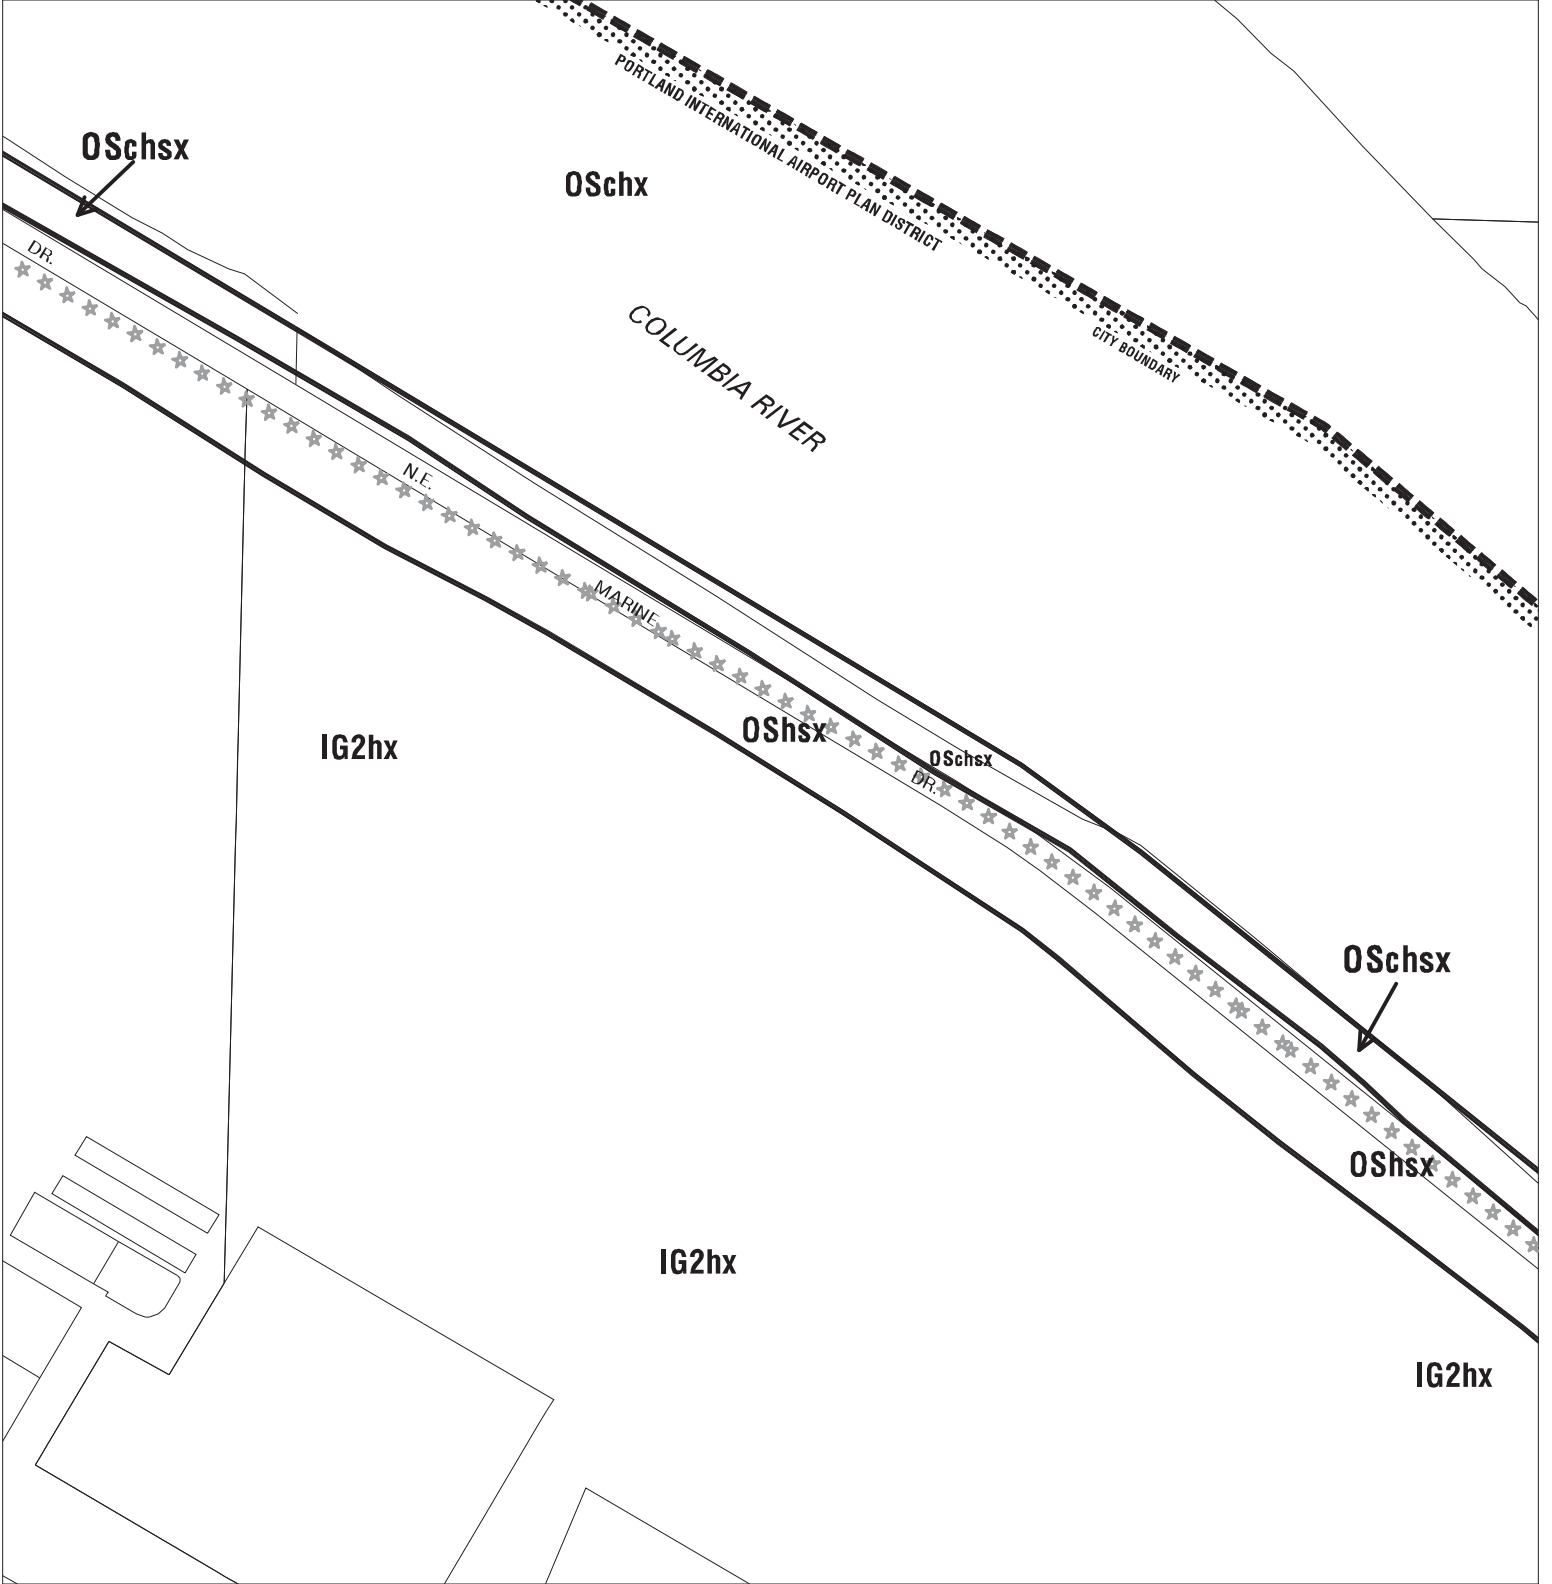 PORTLAND INTERNATIONAL AIRPORT PLAN DISTRICT
OSchsx
OSchx
DR.
COLUMBIA RIVER
CITY BOUNDARY
N.E.
MARINE
OShsx
IG2hx
OSchsx
DR.
OSchsx
OShsx
IG2hx
IG2hx